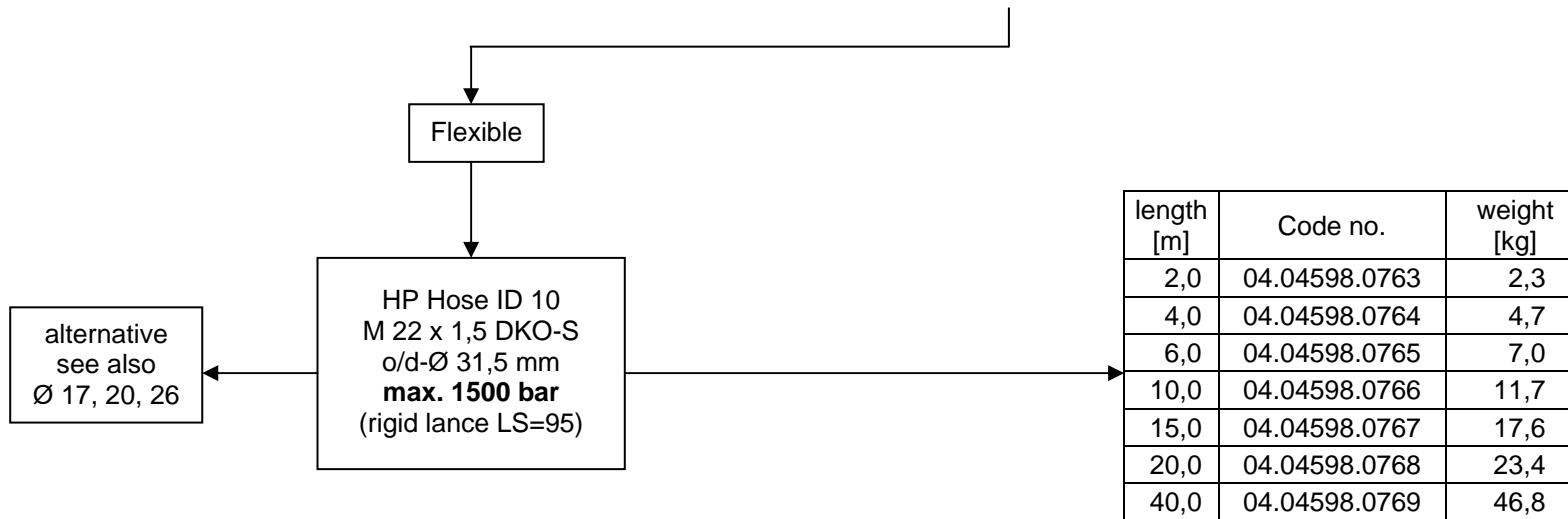 Flexible
HP Hose ID 10
M 22 x 1,5 DKO-S
o/d-Ø 31,5 mm
max. 1500 bar
(rigid lance LS=95)
alternative
see also
Ø 17, 20, 26
length [m] Code no. weight [kg]
2,0 04.04598.0763 2,3
4,0 04.04598.0764 4,7
6,0 04.04598.0765 7,0
10,0 04.04598.0766 11,7
15,0 04.04598.0767 17,6
20,0 04.04598.0768 23,4
40,0 04.04598.0769 46,8